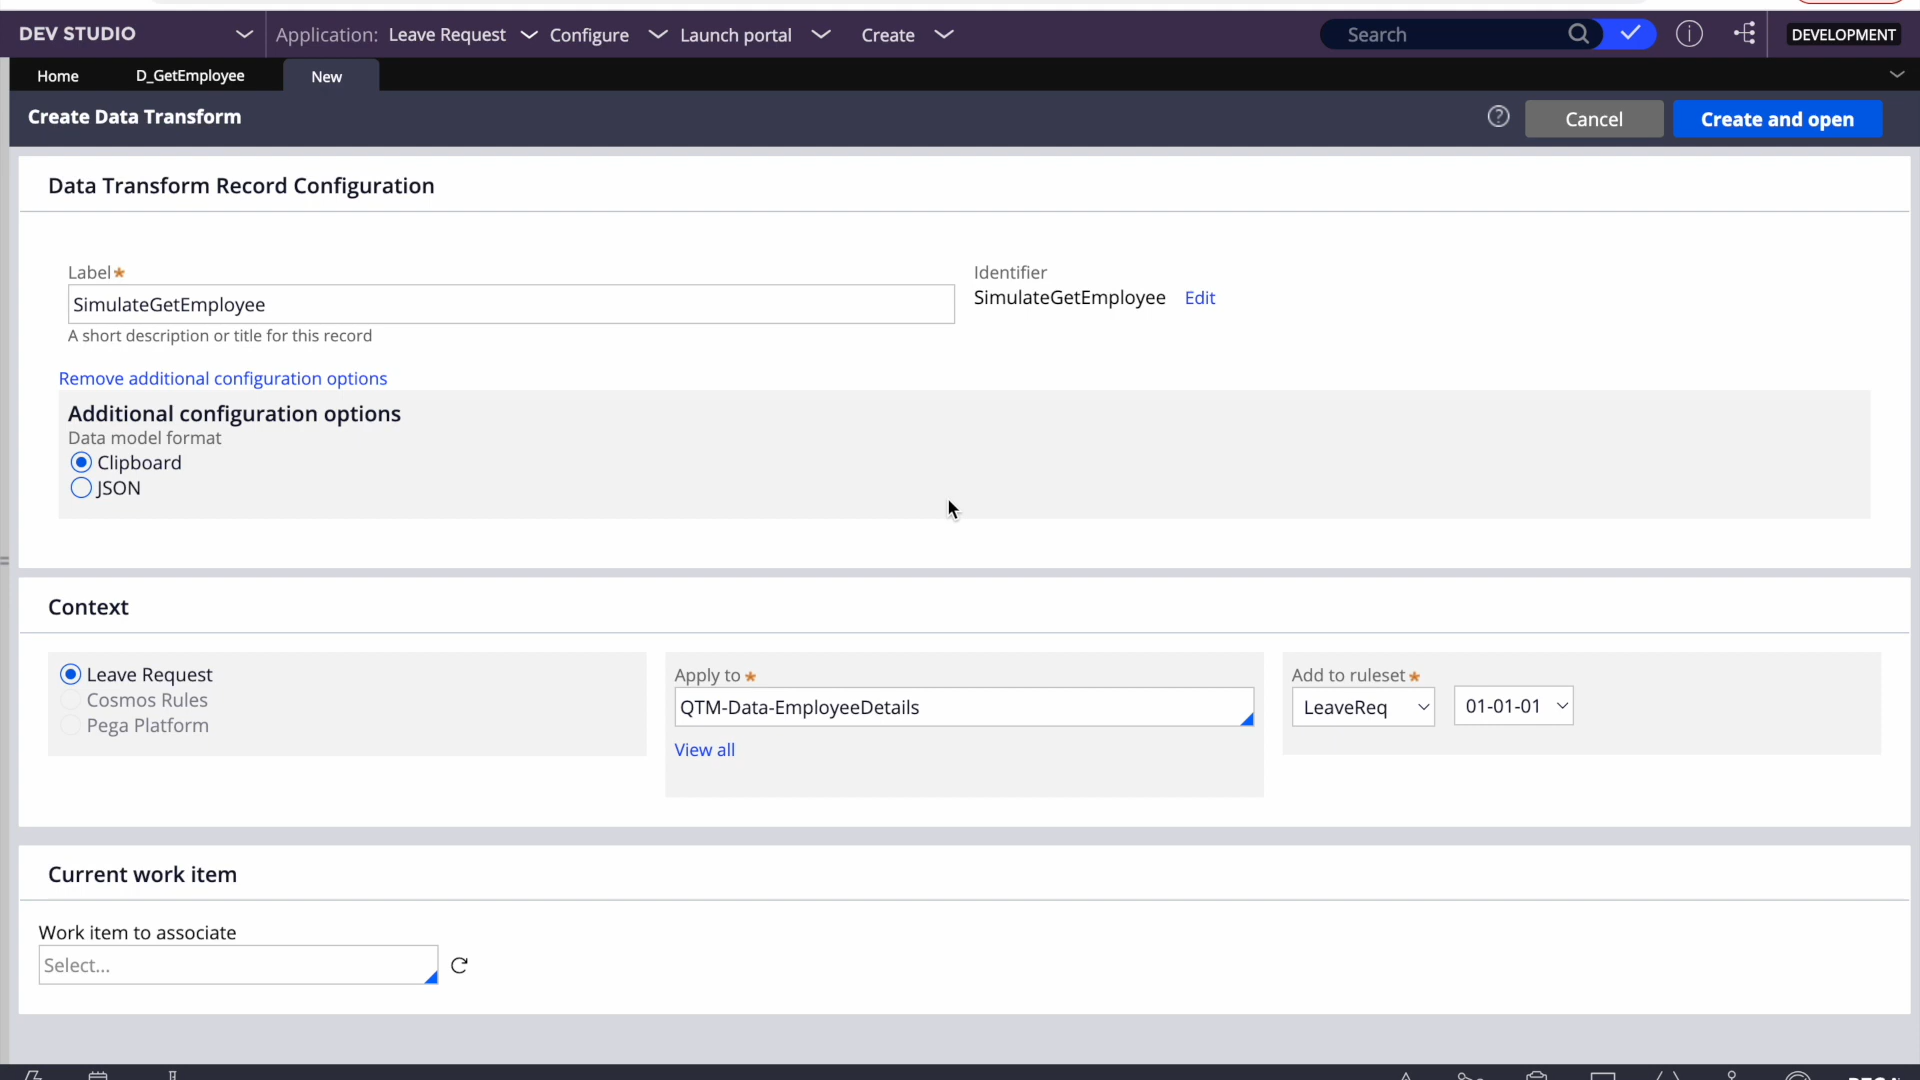 DEV STUDIO
Application: Leave Request
Configure
Launch portal
Create
Search
DEVELOPMENT
Home
D_GetEmployee
New
Create Data Transform
Cancel
Create and open
Data Transform Record Configuration
Label*
Identifier
SimulateGetEmployee
SimulateGetEmployee Edit
A short description or title for this record
Remove additional configuration options
Additional configuration options
Data model format
Clipboard
JSON
Context
Leave Request
Cosmos Rules
Pega Platform
Apply to *
QTM-Data-EmployeeDetails
View all
Add to ruleset*
LeaveReq
01-01-01
Current work item
Work item to associate
Select...